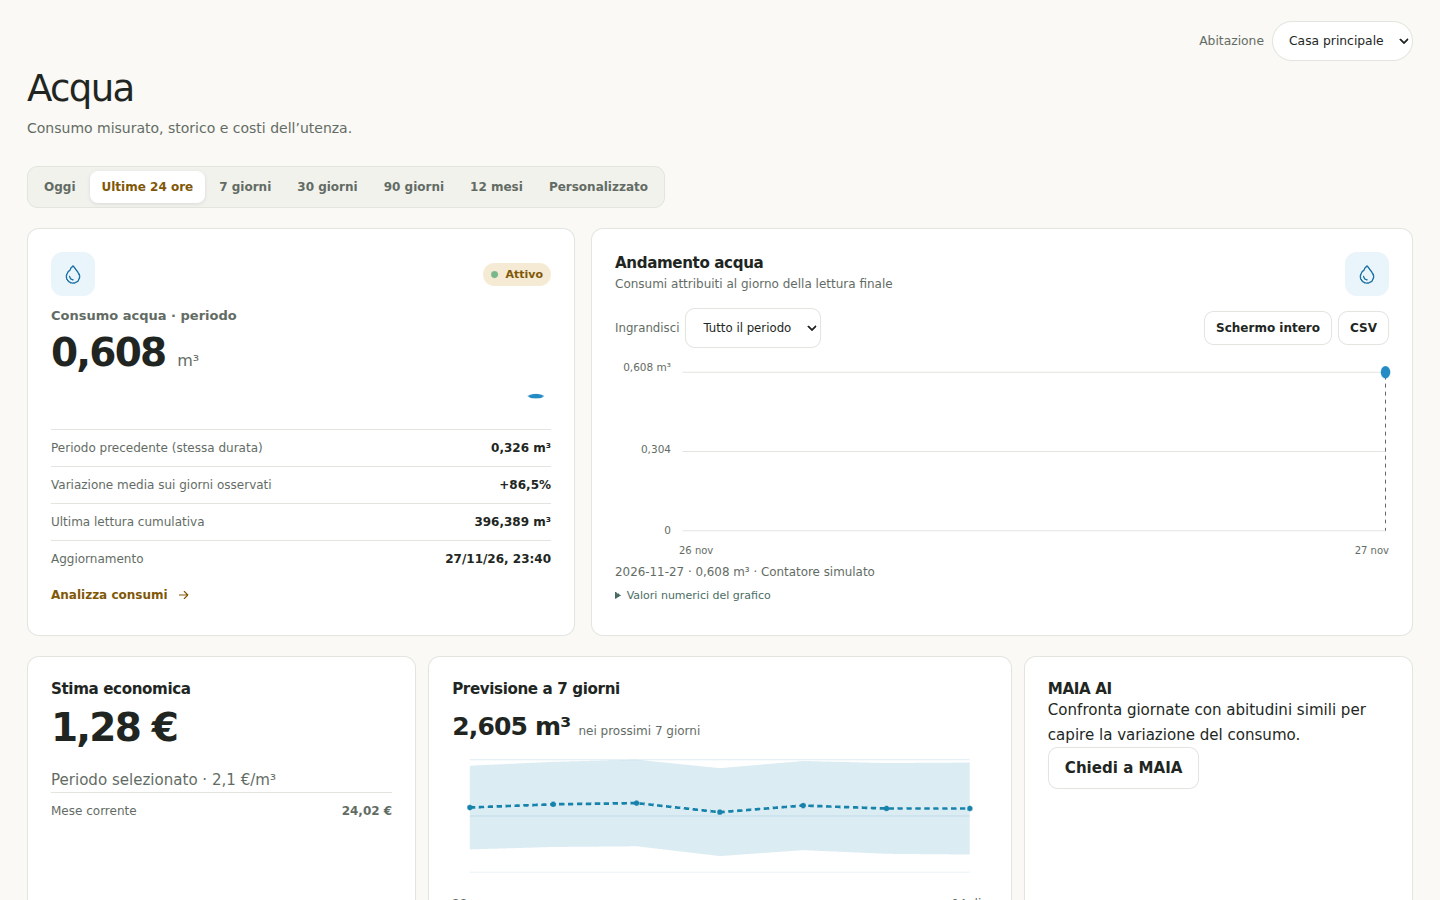 Abitazione
Casa principale
Acqua
Consumo misurato, storico e costi dell’utenza.
Oggi
Ultime 24 ore
7 giorni
30 giorni
90 giorni
12 mesi
Personalizzato
Attivo
Consumo acqua · periodo
0,608 m³
Periodo precedente (stessa durata) 0,326 m³
Variazione media sui giorni osservati +86,5%
Ultima lettura cumulativa 396,389 m³
Aggiornamento 27/11/26, 23:40
Analizza consumi →
Andamento acqua
Consumi attribuiti al giorno della lettura finale
Ingrandisci
Tutto il periodo
Schermo intero
CSV
0,608 m³
0,304
0
26 nov
27 nov
2026-11-27 · 0,608 m³ · Contatore simulato
Valori numerici del grafico
Stima economica
1,28 €
Periodo selezionato · 2,1 €/m³
Mese corrente 24,02 €
Previsione a 7 giorni
2,605 m³ nei prossimi 7 giorni
MAIA AI
Confronta giornate con abitudini simili per
capire la variazione del consumo.
Chiedi a MAIA